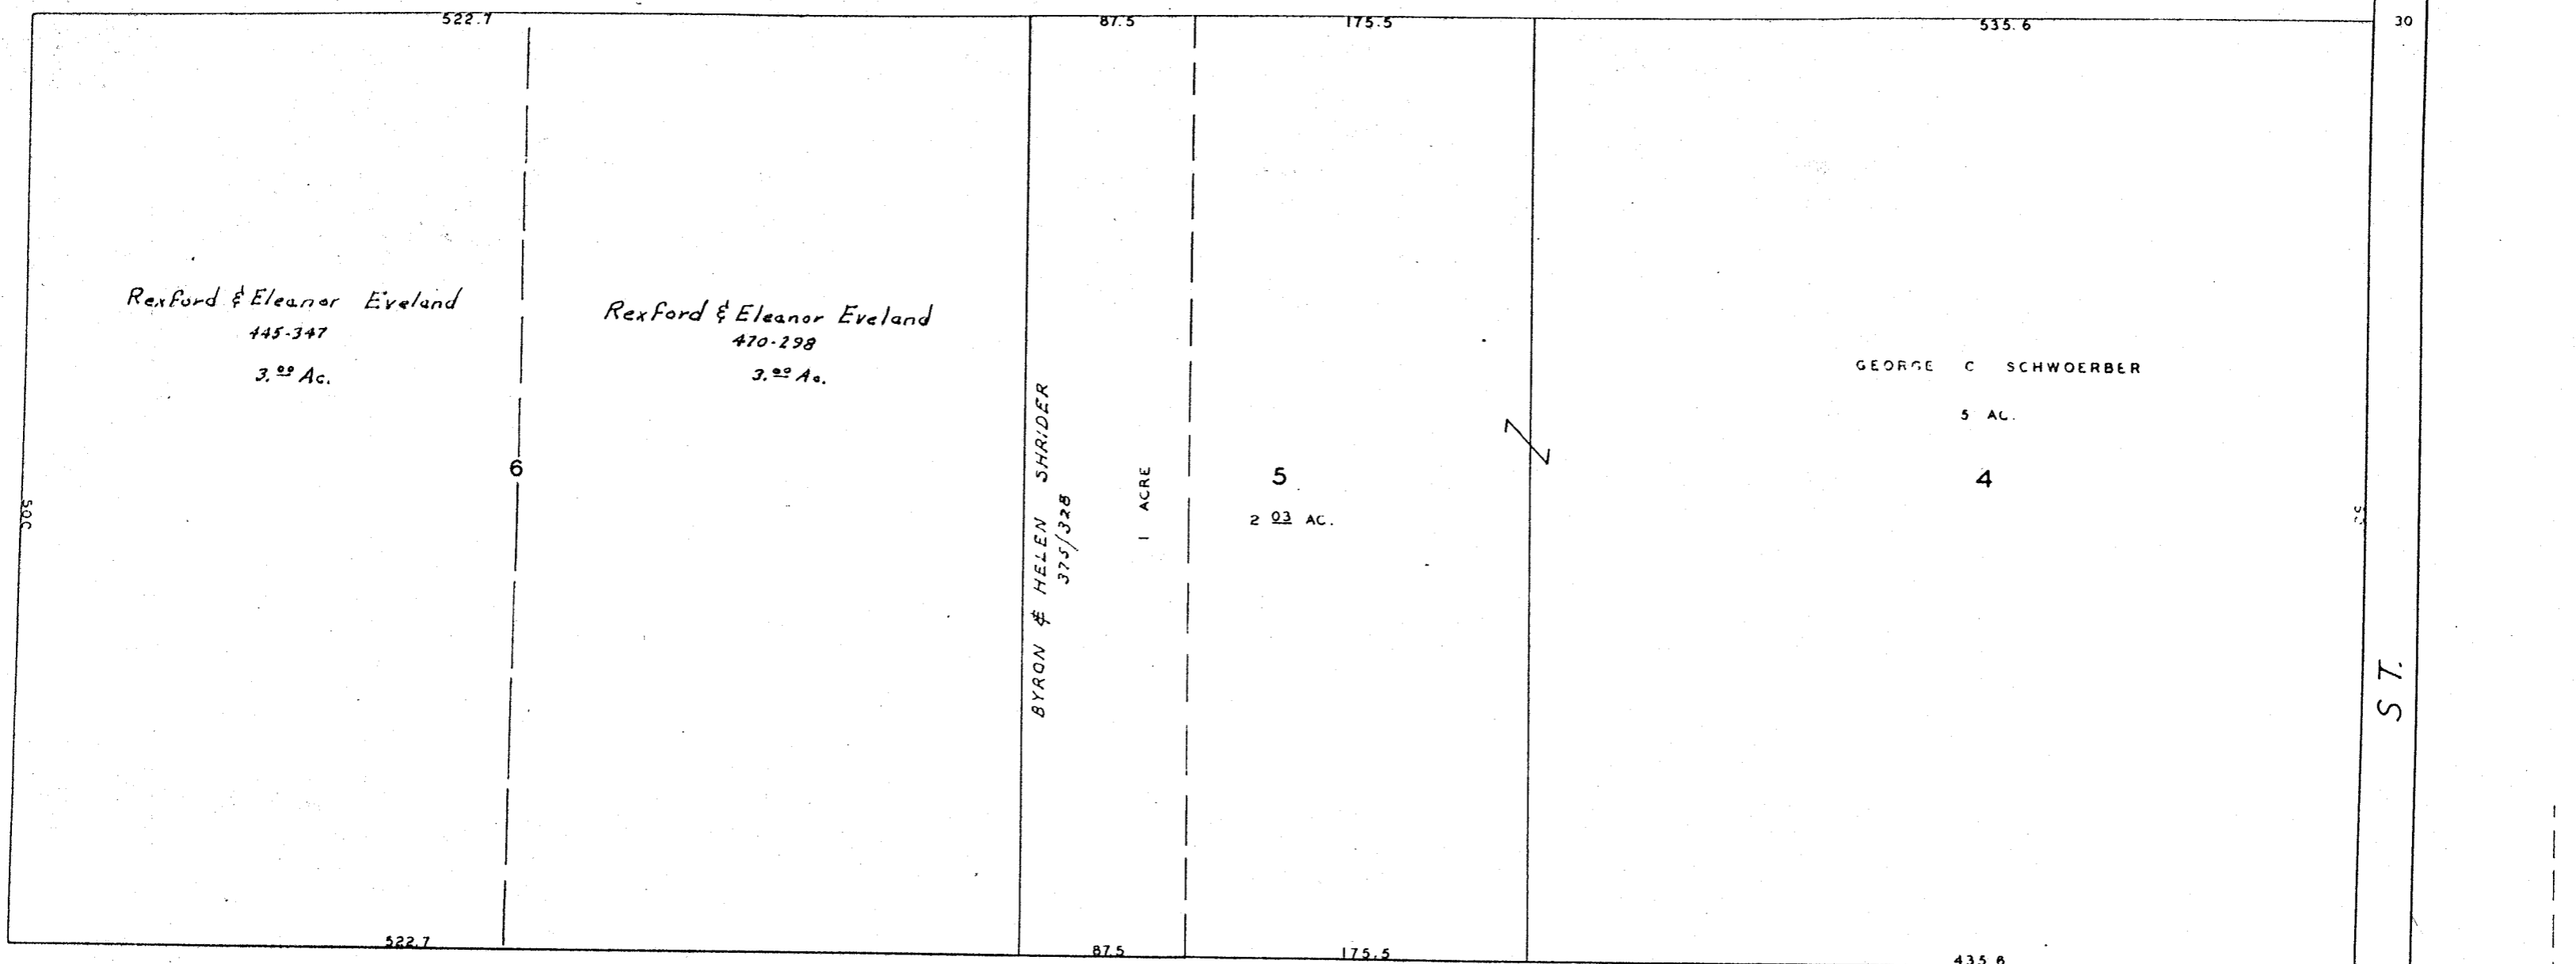 522.7
87.5
175.5
535.6
30
Rexford & Eleanor Eveland
445-347
3.00 Ac.
6
500
Rexford & Eleanor Eveland
470-298
3.00 Ac.
BYRON & HELEN SHRIDER
375/328
1 ACRE
5
2 03 AC.
Z
GEORGE C SCHWOERBER
5 AC.
4
ST.
522.7
87.5
175.5
435.6